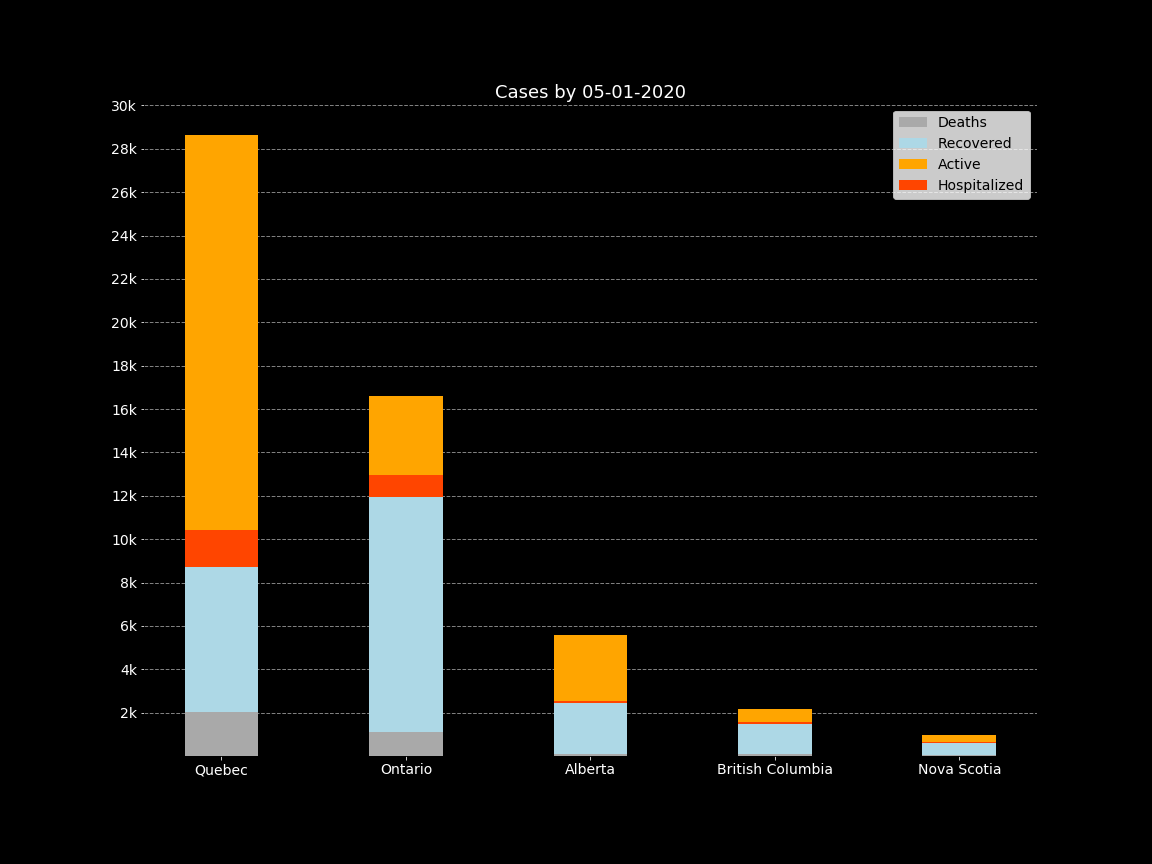 Cases by 05-01-2020
30k
28k
26k
24k
22k
20k
18k
16k
14k
12k
10k
8k
6k
4k
2k
Deaths
Recovered
Active
Hospitalized
Quebec
Ontario
Alberta
British Columbia
Nova Scotia